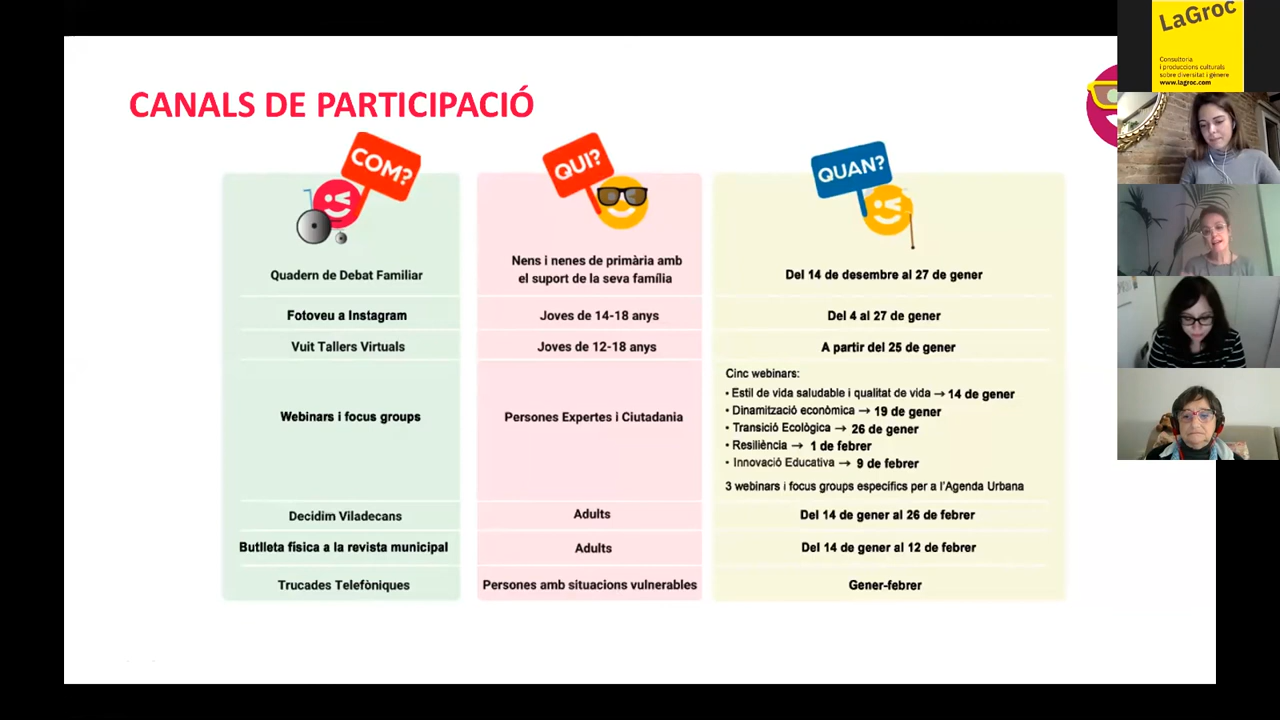 CANALS DE PARTICIPACIÓ
COM?
QUI?
QUAN?
Quadern de Debat Familiar
Nens i nenes de primària amb
el suport de la seva família
Del 14 de desembre al 27 de gener
Fotoveu a Instagram
Joves de 14-18 anys
Del 4 al 27 de gener
Vuit Tallers Virtuals
Joves de 12-18 anys
A partir del 25 de gener
Webinars i focus groups
Persones Expertes i Ciutadania
Cinc webinars:
• Estil de vida saludable i qualitat de vida → 14 de gener
• Dinamització econòmica → 19 de gener
• Transició Ecològica → 26 de gener
• Resiliència → 1 de febrer
• Innovació Educativa → 9 de febrer
3 webinars i focus groups específics per a l'Agenda Urbana
Decidim Viladecans
Adults
Del 14 de gener al 26 de febrer
Butlleta física a la revista municipal
Adults
Del 14 de gener al 12 de febrer
Trucades Telefòniques
Persones amb situacions vulnerables
Gener-febrer
LaGroc
Consultoria
i produccions culturals
sobre diversitat i gènere
www.lagroc.com